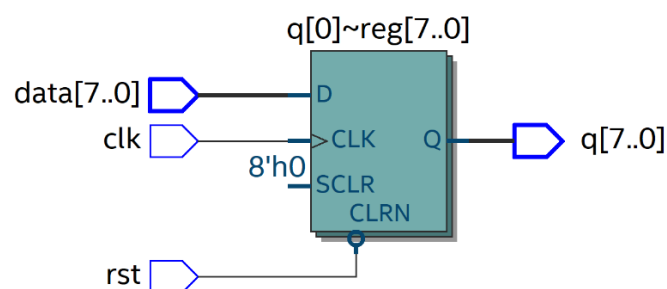 q[0]~reg[7..0]
data[7..0]
D
clk
CLK
Q
q[7..0]
8'h0
SCLR
CLRN
rst